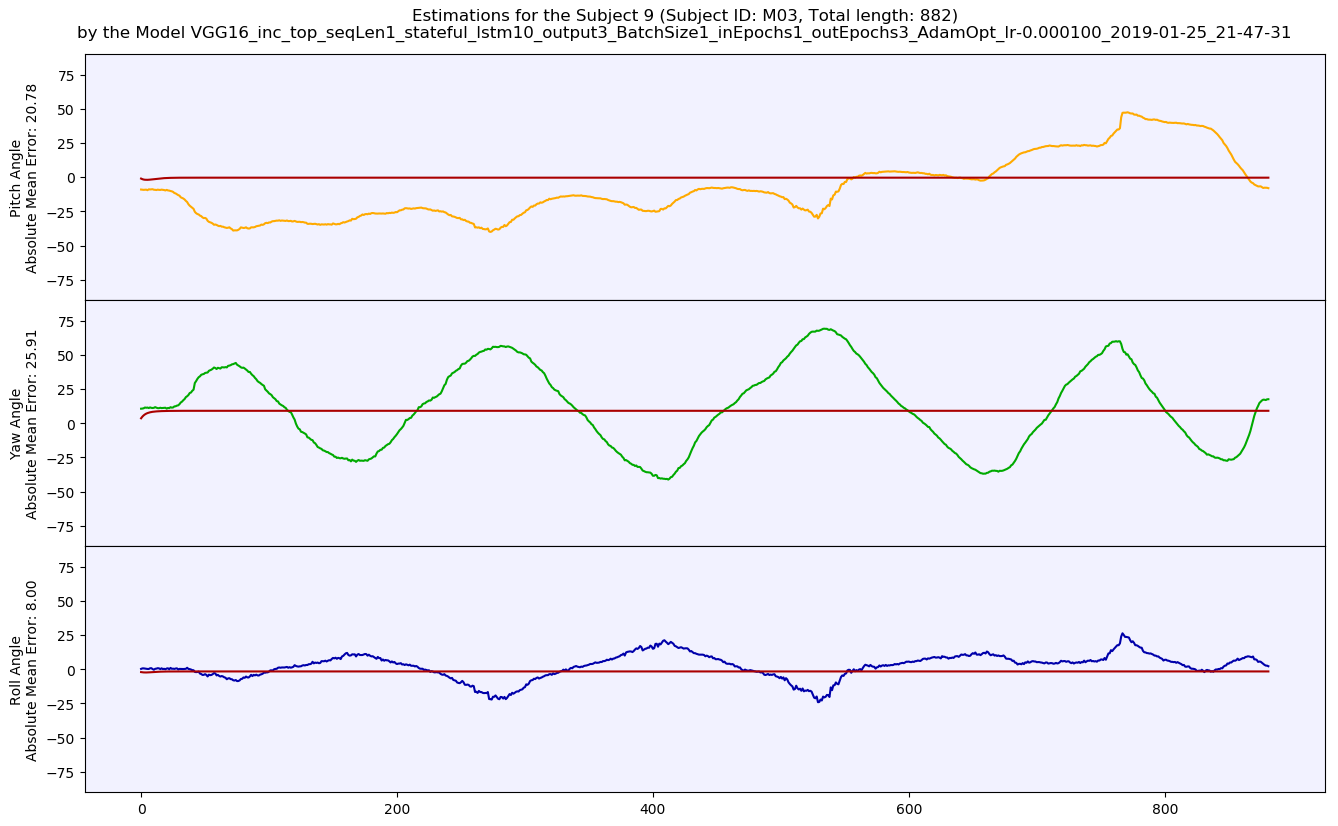 Estimations for the Subject 9 (Subject ID: M03, Total length: 882)
by the Model VGG16_inc_top_seqLen1_stateful_lstm10_output3_BatchSize1_inEpochs1_outEpochs3_AdamOpt_lr-0.000100_2019-01-25_21-47-31
Pitch Angle
Absolute Mean Error: 20.78
75
50
25
0
−25
−50
−75
Yaw Angle
Absolute Mean Error: 25.91
75
50
25
0
−25
−50
−75
Roll Angle
Absolute Mean Error: 8.00
75
50
25
0
−25
−50
−75
0 200 400 600 800